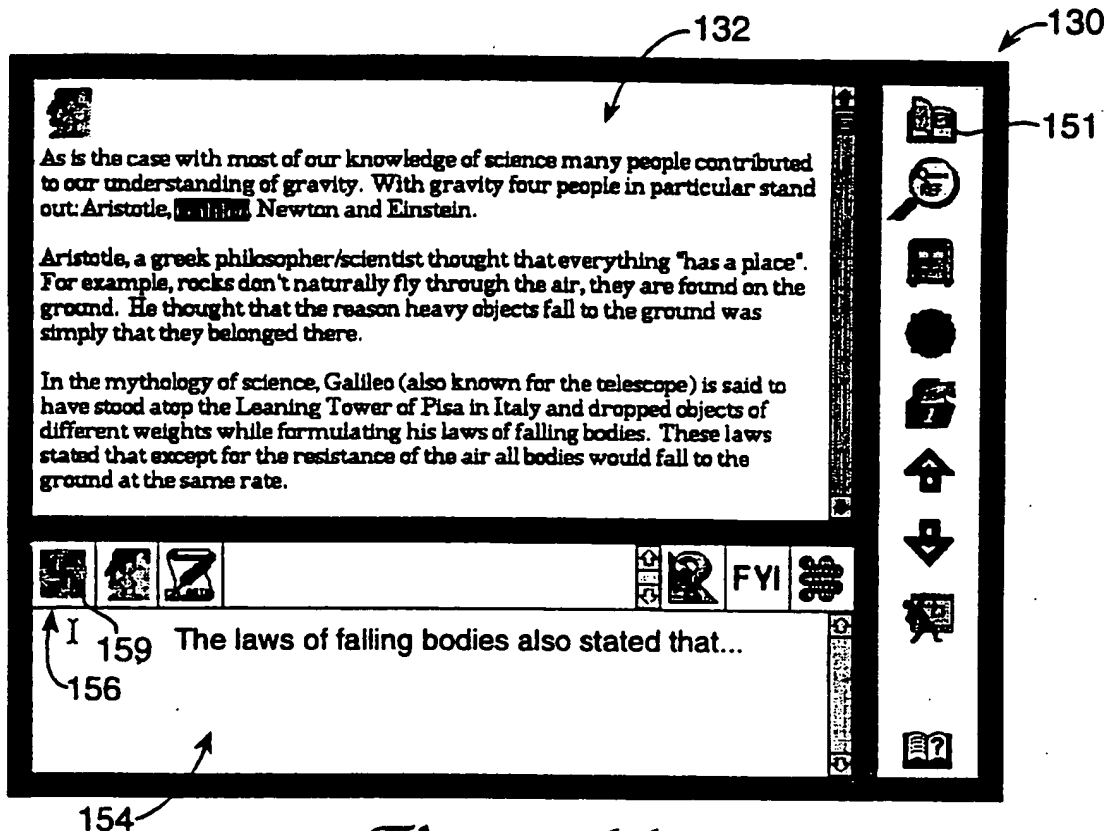 132
130
151
As is the case with most of our knowledge of science many people contributed
to our understanding of gravity. With gravity four people in particular stand
out: Aristotle, Newton and Einstein.
Aristotle, a greek philosopher/scientist thought that everything "has a place".
For example, rocks don't naturally fly through the air, they are found on the
ground. He thought that the reason heavy objects fall to the ground was
simply that they belonged there.
In the mythology of science, Galileo (also known for the telescope) is said to
have stood atop the Leaning Tower of Pisa in Italy and dropped objects of
different weights while formulating his laws of falling bodies. These laws
stated that except for the resistance of the air all bodies would fall to the
ground at the same rate.
FYI
159 The laws of falling bodies also stated that...
156
?
154